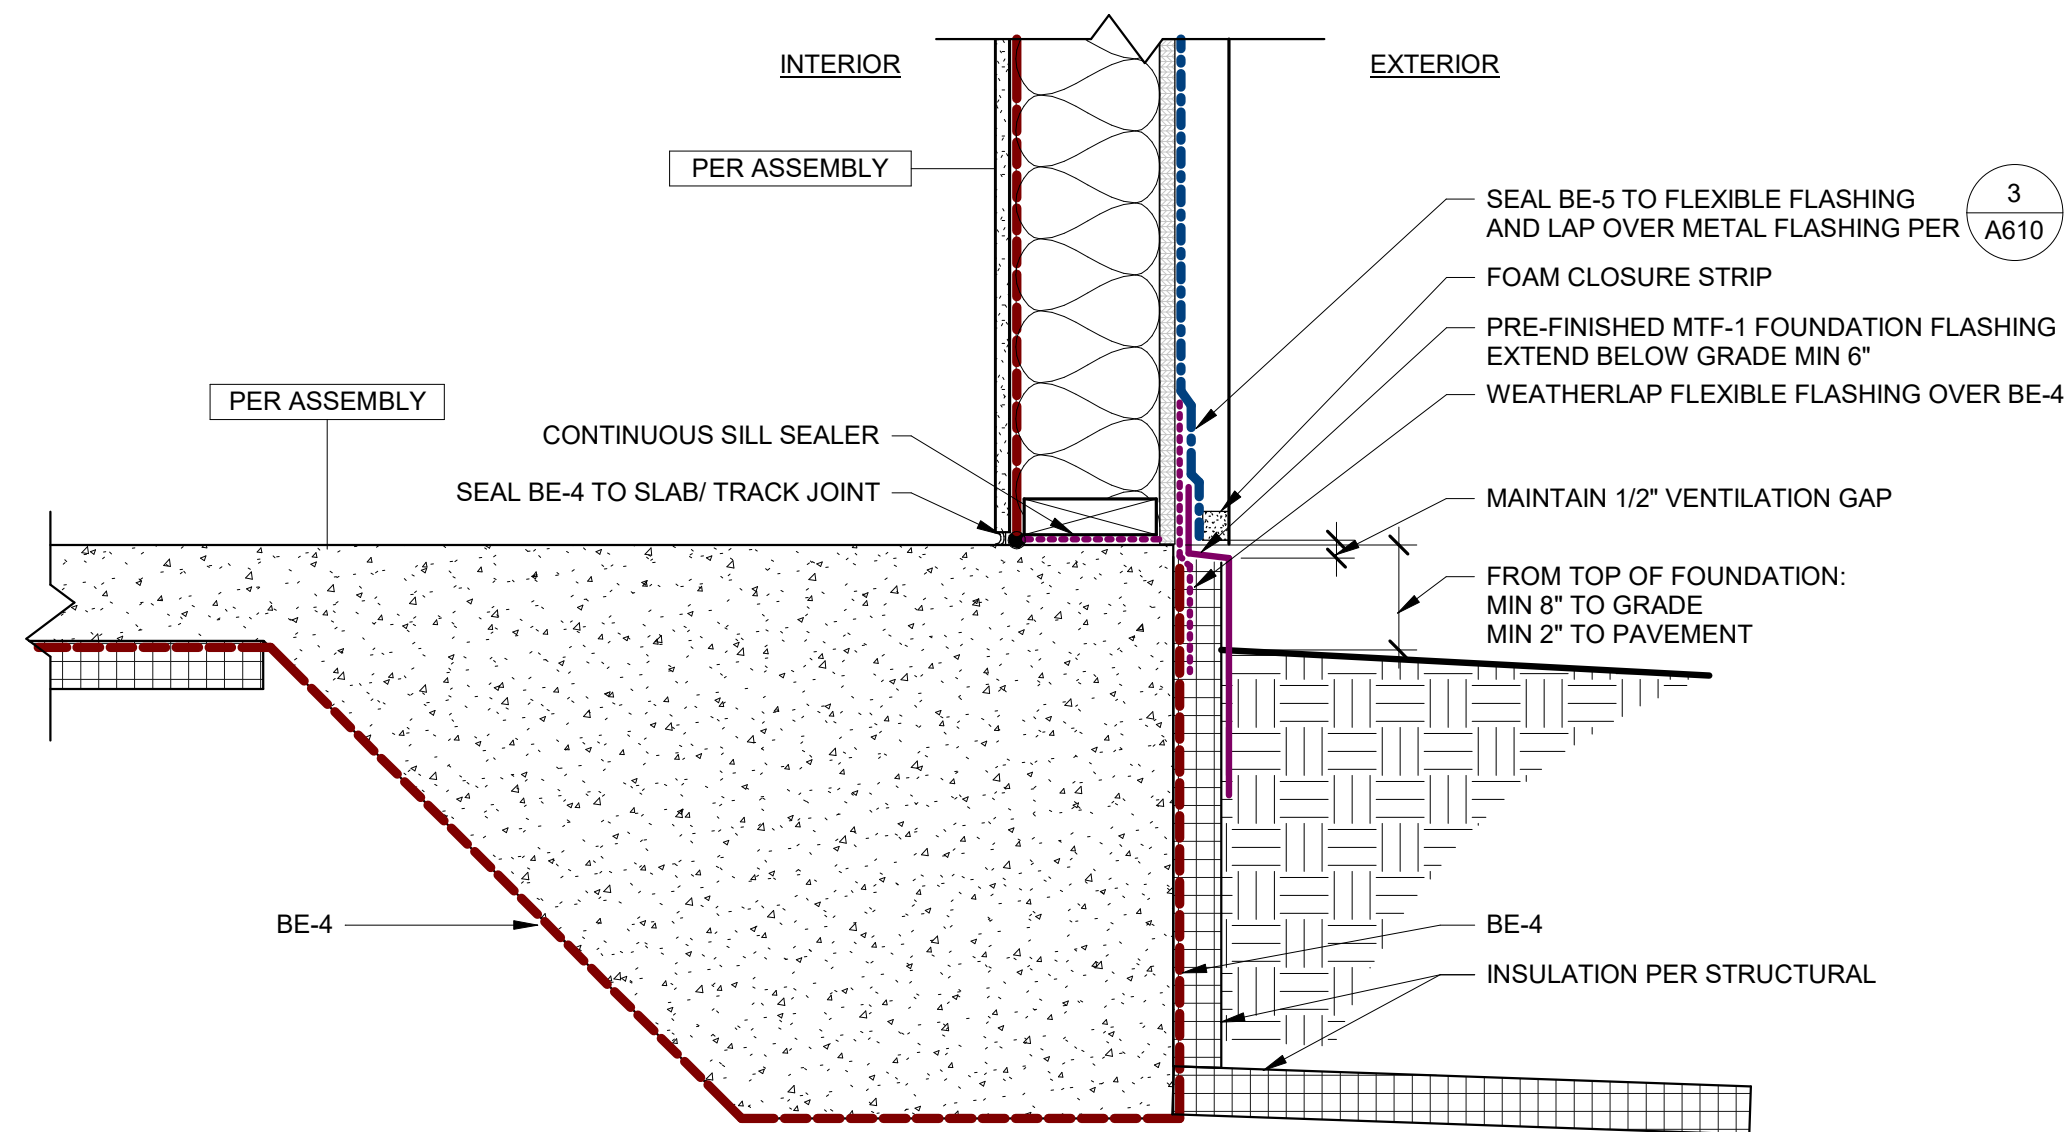 INTERIOR
EXTERIOR
PER ASSEMBLY
SEAL BE-5 TO FLEXIBLE FLASHING
AND LAP OVER METAL FLASHING PER
3
A610
FOAM CLOSURE STRIP
PRE-FINISHED MTF-1 FOUNDATION FLASHING
EXTEND BELOW GRADE MIN 6"
WEATHERLAP FLEXIBLE FLASHING OVER BE-4
PER ASSEMBLY
CONTINUOUS SILL SEALER
SEAL BE-4 TO SLAB/ TRACK JOINT
MAINTAIN 1/2" VENTILATION GAP
FROM TOP OF FOUNDATION:
MIN 8" TO GRADE
MIN 2" TO PAVEMENT
BE-4
BE-4
INSULATION PER STRUCTURAL